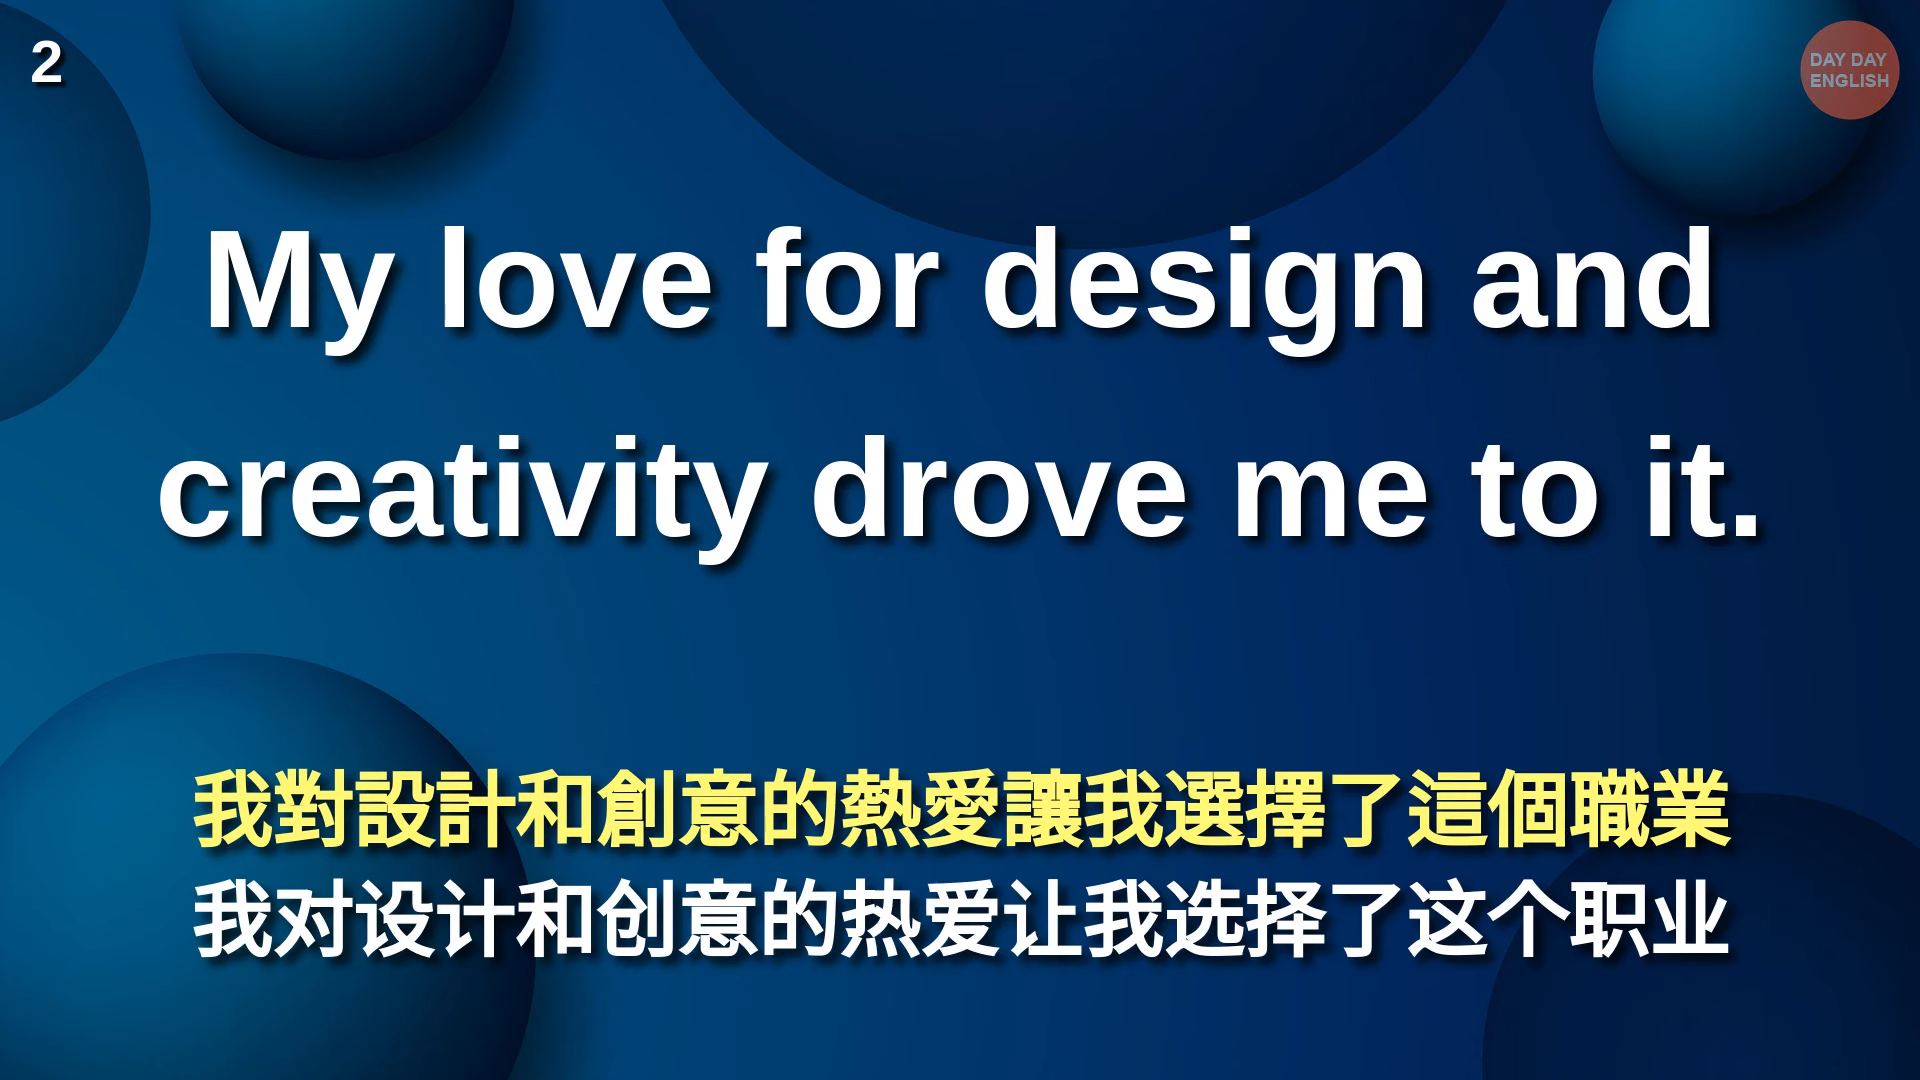 2
DAY DAY
ENGLISH
My love for design and
creativity drove me to it.
我對設計和創意的熱愛讓我選擇了這個職業
我对设计和创意的热爱让我选择了这个职业